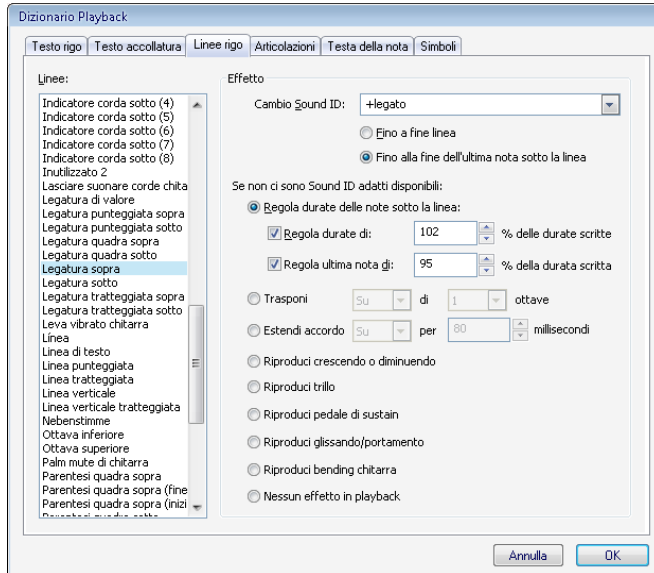 Dizionario Playback
Testo rigo
Testo accollatura
Linee rigo
Articolazioni
Testa della nota
Simboli
Linee:
Indicatore corda sotto (4)
Indicatore corda sotto (5)
Indicatore corda sotto (6)
Indicatore corda sotto (7)
Indicatore corda sotto (8)
Inutilizzato 2
Lasciare suonare corde chita
Legatura di valore
Legatura punteggiata sopra
Legatura punteggiata sotto
Legatura quadra sopra
Legatura quadra sotto
Legatura sopra
Legatura sotto
Legatura tratteggiata sopra
Legatura tratteggiata sotto
Leva vibrato chitarra
Línea
Linea di testo
Linea punteggiata
Linea tratteggiata
Linea verticale
Linea verticale tratteggiata
Nebenstimme
Ottava inferiore
Ottava superiore
Palm mute di chitarra
Parentesi quadra sopra
Parentesi quadra sopra (fine
Parentesi quadra sopra (inizi
Parentesi quadra sotto
Effetto
Cambio Sound ID: +legato
Fino a fine linea
Fino alla fine dell'ultima nota sotto la linea
Se non ci sono Sound ID adatti disponibili:
Regola durate delle note sotto la linea:
Regola durate di: 102 % delle durate scritte
Regola ultima nota di: 95 % della durata scritta
Trasponi Su di 1 ottave
Estendi accordo Su per 80 millisecondi
Riproduci crescendo o diminuendo
Riproduci trillo
Riproduci pedale di sustain
Riproduci glissando/portamento
Riproduci bending chitarra
Nessun effetto in playback
Annulla
OK